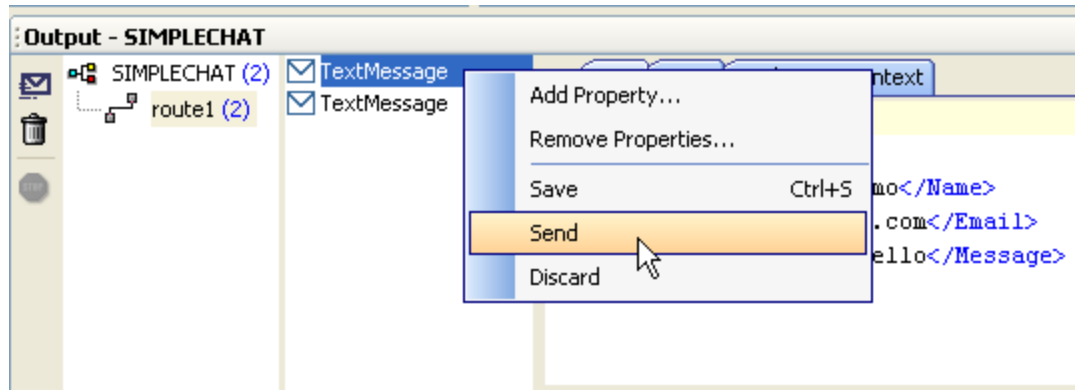 Output - SIMPLECHAT
SIMPLECHAT (2)
route1 (2)
TextMessage
TextMessage
Add Property...
Remove Properties...
Save Ctrl+S
Send
Discard
ntext
mo</Name>
.com</Email>
ello</Message>
STOP